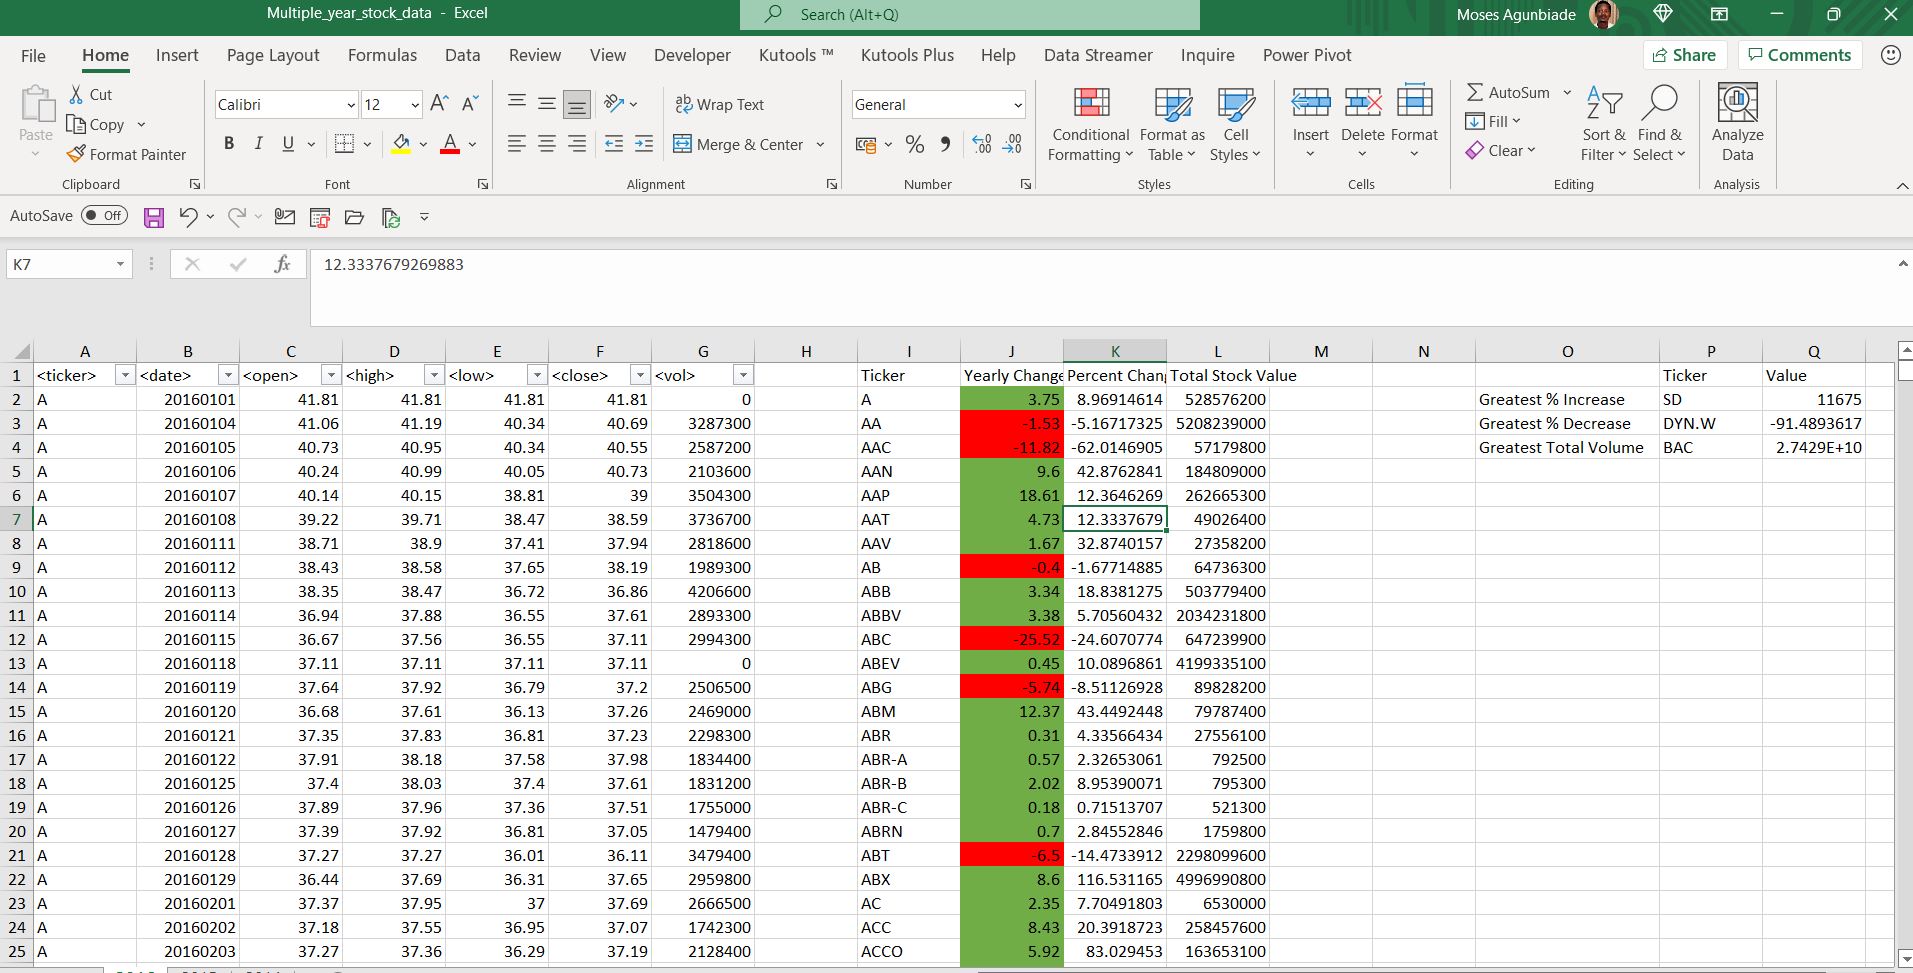 Multiple_year_stock_data - Excel
Search (Alt+Q)
Moses Agunbiade
File Home Insert Page Layout Formulas Data Review View Developer Kutools ™ Kutools Plus Help Data Streamer Inquire Power Pivot
Share
Comments
Paste
Cut
Copy
Format Painter
Clipboard
Calibri 12
B I U
Font
Wrap Text
Merge & Center
Alignment
General
Number
Conditional Formatting
Format as Table
Cell Styles
Styles
Insert Delete Format
Cells
AutoSum
Fill
Clear
Sort & Filter
Find & Select
Editing
Analyze Data
Analysis
AutoSave Off
K7 fx 12.3337679269883
A B C D E F G H I J K L M N O P Q
1 <ticker> <date> <open> <high> <low> <close> <vol> Ticker Yearly Change Percent Chang Total Stock Value Ticker Value
2 A 20160101 41.81 41.81 41.81 41.81 0 A 3.75 8.96914614 528576200 Greatest % Increase SD 11675
3 A 20160104 41.06 41.19 40.34 40.69 3287300 AA -1.53 -5.16717325 5208239000 Greatest % Decrease DYN.W -91.4893617
4 A 20160105 40.73 40.95 40.34 40.55 2587200 AAC -11.82 -62.0146905 57179800 Greatest Total Volume BAC 2.7429E+10
5 A 20160106 40.24 40.99 40.05 40.73 2103600 AAN 9.6 42.8762841 184809000
6 A 20160107 40.14 40.15 38.81 39 3504300 AAP 18.61 12.3646269 262665300
7 A 20160108 39.22 39.71 38.47 38.59 3736700 AAT 4.73 12.3337679 49026400
8 A 20160111 38.71 38.9 37.41 37.94 2818600 AAV 1.67 32.8740157 27358200
9 A 20160112 38.43 38.58 37.65 38.19 1989300 AB -0.4 -1.67714885 64736300
10 A 20160113 38.35 38.47 36.72 36.86 4206600 ABB 3.34 18.8381275 503779400
11 A 20160114 36.94 37.88 36.55 37.61 2893300 ABBV 3.38 5.70560432 2034231800
12 A 20160115 36.67 37.56 36.55 37.11 2994300 ABC -25.52 -24.6070774 647239900
13 A 20160118 37.11 37.11 37.11 37.11 0 ABEV 0.45 10.0896861 4199335100
14 A 20160119 37.64 37.92 36.79 37.2 2506500 ABG -5.74 -8.51126928 89828200
15 A 20160120 36.68 37.61 36.13 37.26 2469000 ABM 12.37 43.4492448 79787400
16 A 20160121 37.35 37.83 36.81 37.23 2298300 ABR 0.31 4.33566434 27556100
17 A 20160122 37.91 38.18 37.58 37.98 1834400 ABR-A 0.57 2.32653061 792500
18 A 20160125 37.4 38.03 37.4 37.61 1831200 ABR-B 2.02 8.95390071 795300
19 A 20160126 37.89 37.96 37.36 37.51 1755000 ABR-C 0.18 0.71513707 521300
20 A 20160127 37.39 37.92 36.81 37.05 1479400 ABRN 0.7 2.84552846 1759800
21 A 20160128 37.27 37.27 36.01 36.11 3479400 ABT -6.5 -14.4733912 2298099600
22 A 20160129 36.44 37.69 36.31 37.65 2959800 ABX 8.6 116.531165 4996990800
23 A 20160201 37.37 37.95 37 37.69 2666500 AC 2.35 7.70491803 6530000
24 A 20160202 37.18 37.55 36.95 37.07 1742300 ACC 8.43 20.3918723 258457600
25 A 20160203 37.27 37.36 36.29 37.19 2128400 ACCO 5.92 83.029453 163653100